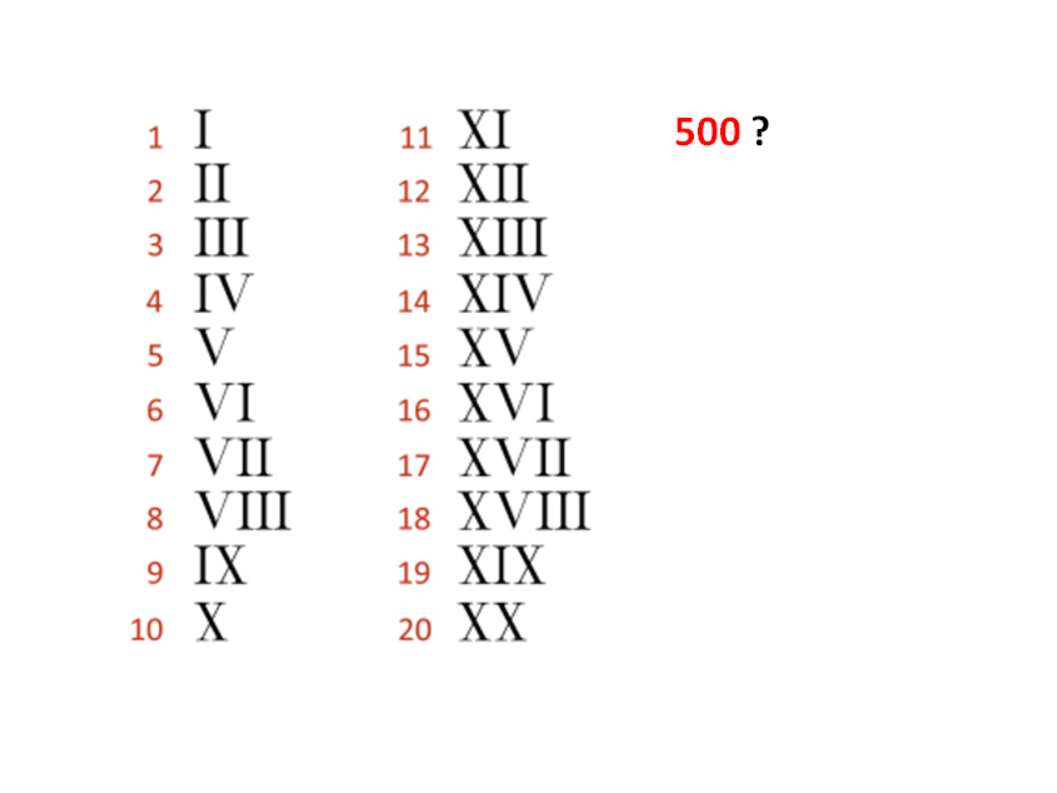 1 I
2 II
3 III
4 IV
5 V
6 VI
7 VII
8 VIII
9 IX
10 X
11 XI
12 XII
13 XIII
14 XIV
15 XV
16 XVI
17 XVII
18 XVIII
19 XIX
20 XX
500 ?